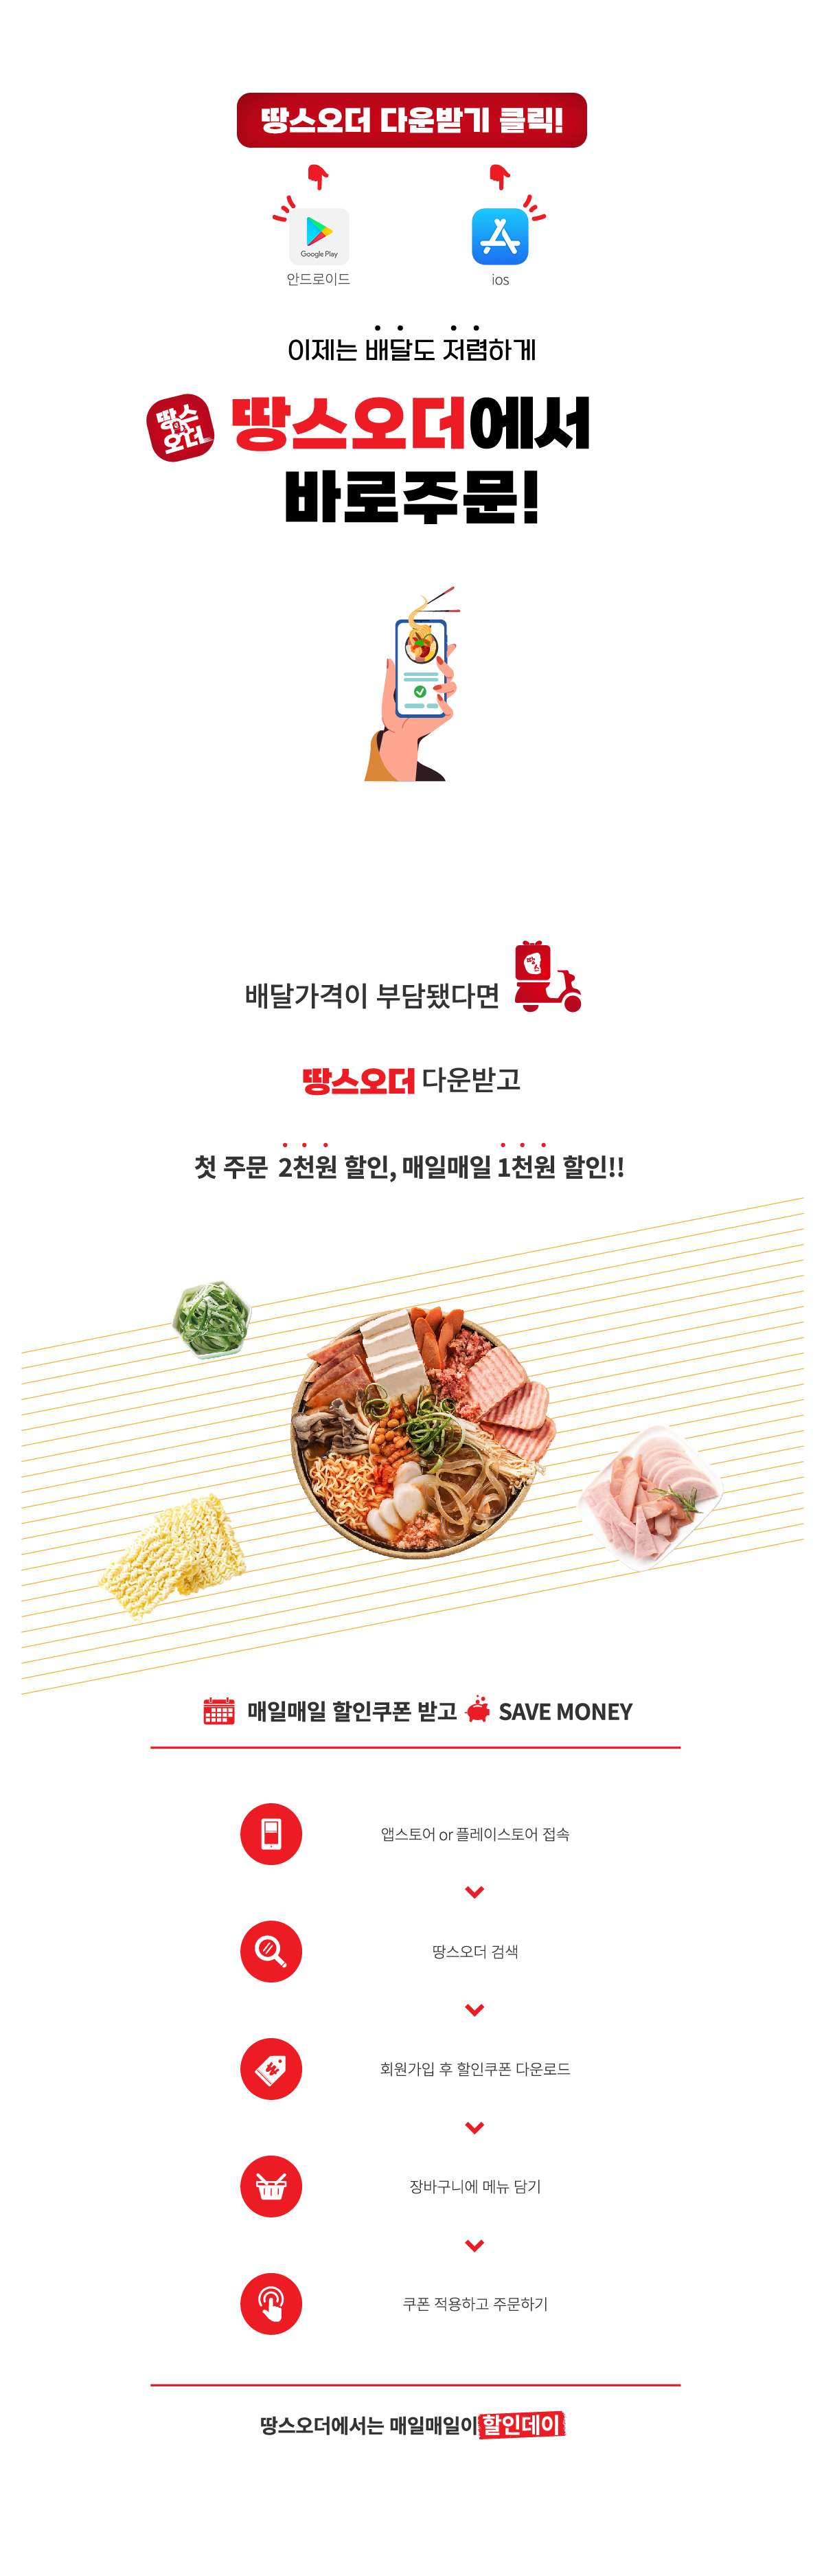 땅스오더 다운받기 클릭!
Google Play
안드로이드
ios
이제는 배달도 저렴하게
땅스
오더
땅스오더에서
바로주문!
배달가격이 부담됐다면
땅스오더 다운받고
첫 주문 2천원 할인, 매일매일 1천원 할인!!
매일매일 할인쿠폰 받고 SAVE MONEY
앱스토어 or 플레이스토어 접속
땅스오더 검색
회원가입 후 할인쿠폰 다운로드
장바구니에 메뉴 담기
쿠폰 적용하고 주문하기
땅스오더에서는 매일매일이 할인데이